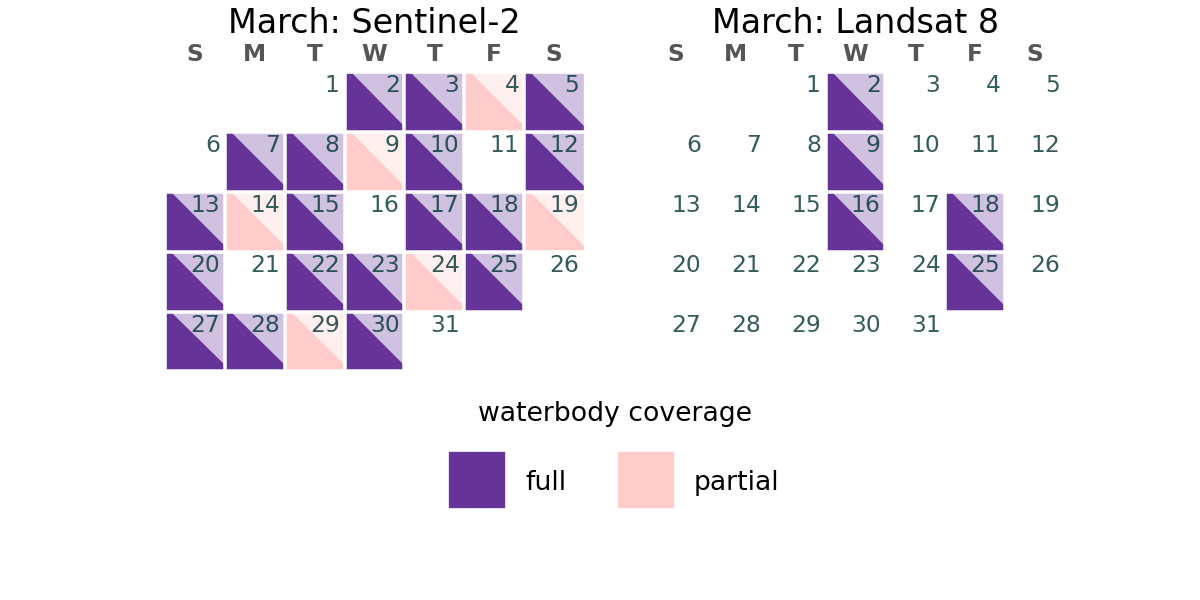 March: Sentinel-2
S M T W T F S
1 2 3 4 5
6 7 8 9 10 11 12
13 14 15 16 17 18 19
20 21 22 23 24 25 26
27 28 29 30 31
March: Landsat 8
S M T W T F S
1 2 3 4 5
6 7 8 9 10 11 12
13 14 15 16 17 18 19
20 21 22 23 24 25 26
27 28 29 30 31
waterbody coverage
full partial